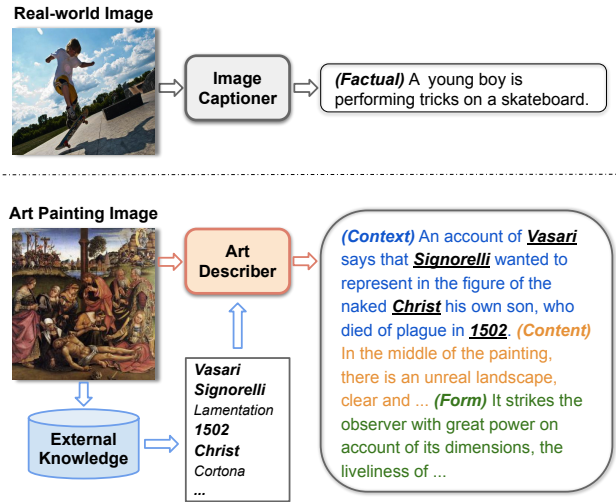 Real-world Image
Image
Captioner
(Factual) A young boy is
performing tricks on a skateboard.
Art Painting Image
Art
Describer
External
Knowledge
Vasari
Signorelli
Lamentation
1502
Christ
Cortona
...
(Context) An account of Vasari
says that Signorelli wanted to
represent in the figure of the
naked Christ his own son, who
died of plague in 1502. (Content)
In the middle of the painting,
there is an unreal landscape,
clear and ... (Form) It strikes the
observer with great power on
account of its dimensions, the
liveliness of ...